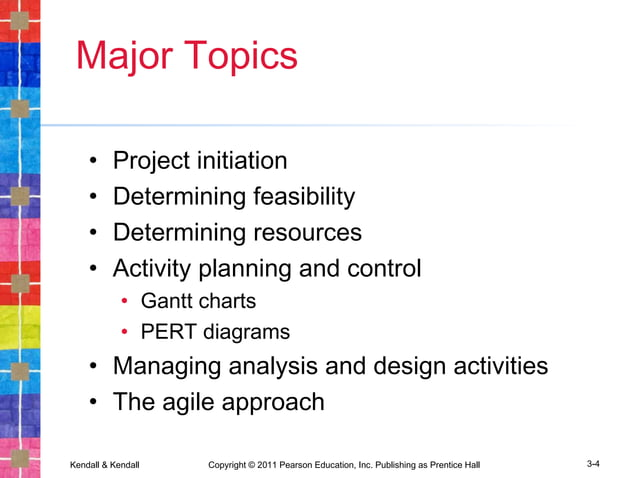 Major Topics
• Project initiation
• Determining feasibility
• Determining resources
• Activity planning and control
• Gantt charts
• PERT diagrams
• Managing analysis and design activities
• The agile approach
Kendall & Kendall Copyright © 2011 Pearson Education, Inc. Publishing as Prentice Hall 3-4